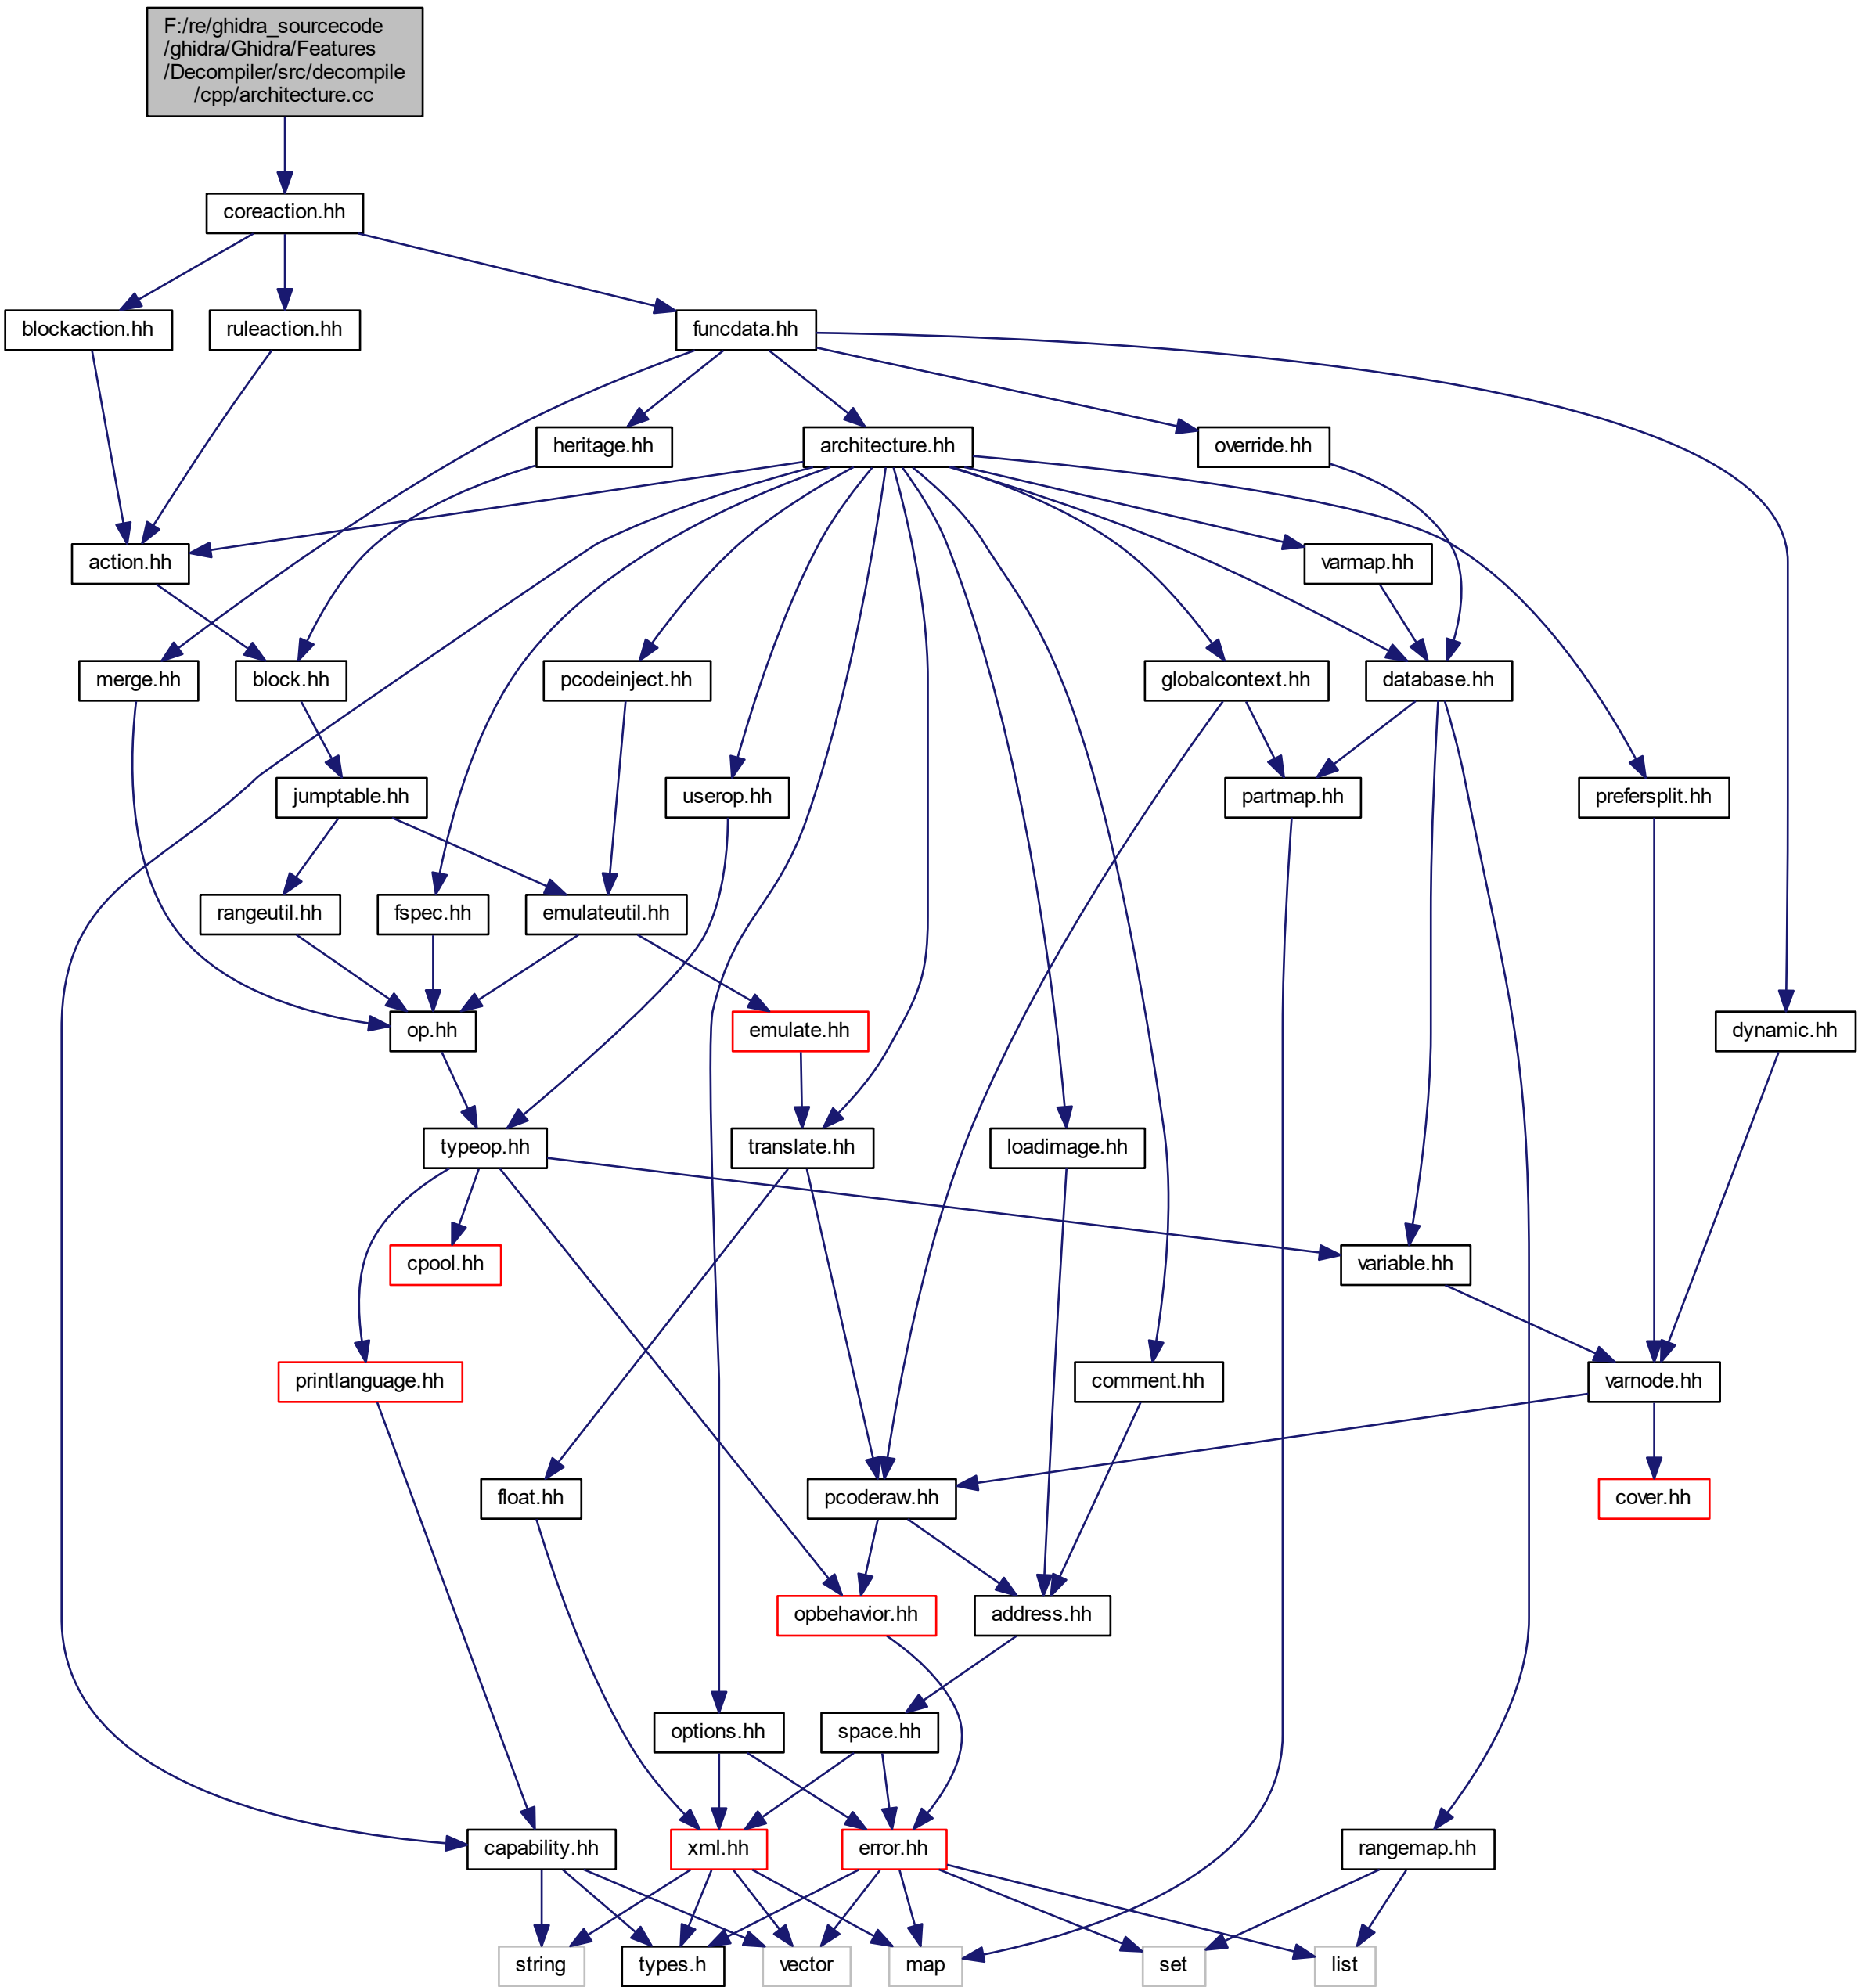 F:/re/ghidra_sourcecode
/ghidra/Ghidra/Features
/Decompiler/src/decompile
/cpp/architecture.cc
coreaction.hh
blockaction.hh
ruleaction.hh
funcdata.hh
heritage.hh
architecture.hh
override.hh
action.hh
varmap.hh
merge.hh
block.hh
pcodeinject.hh
globalcontext.hh
database.hh
jumptable.hh
userop.hh
partmap.hh
prefersplit.hh
rangeutil.hh
fspec.hh
emulateutil.hh
op.hh
emulate.hh
dynamic.hh
typeop.hh
translate.hh
loadimage.hh
cpool.hh
variable.hh
printlanguage.hh
comment.hh
varnode.hh
float.hh
pcoderaw.hh
cover.hh
opbehavior.hh
address.hh
options.hh
space.hh
capability.hh
xml.hh
error.hh
rangemap.hh
string
types.h
vector
map
set
list